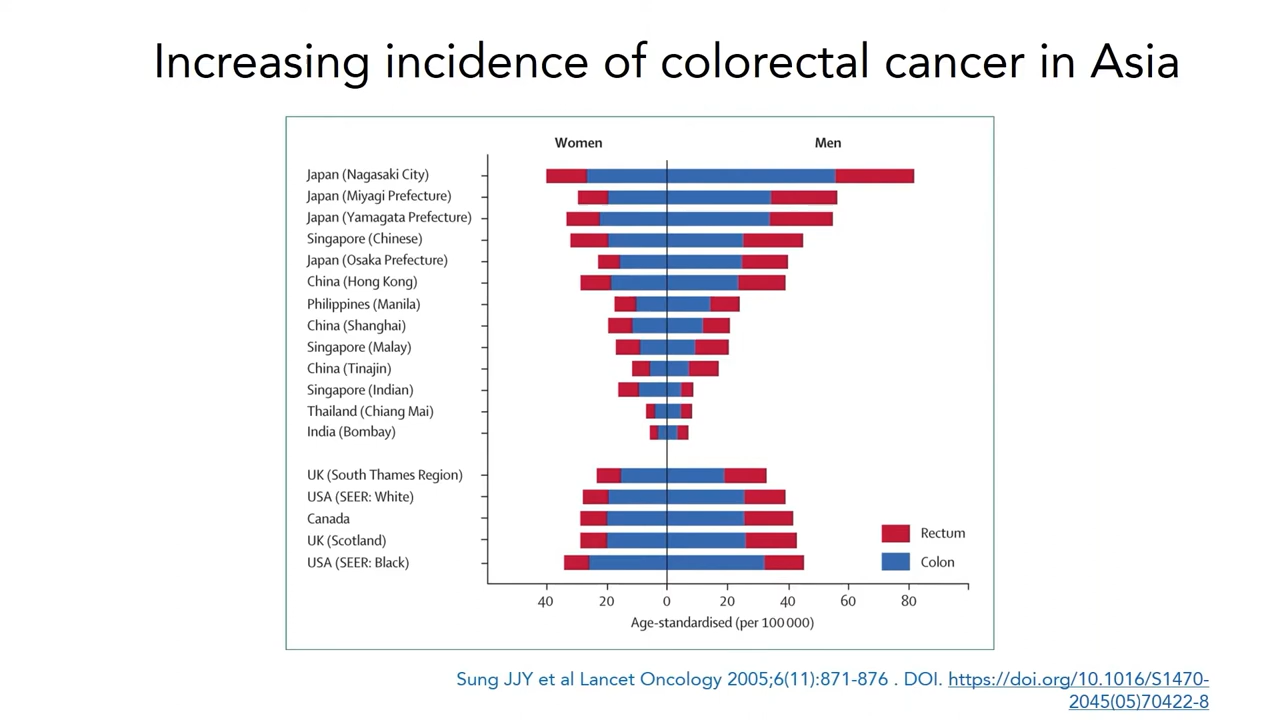 Increasing incidence of colorectal cancer in Asia
Women Men
Japan (Nagasaki City)
Japan (Miyagi Prefecture)
Japan (Yamagata Prefecture)
Singapore (Chinese)
Japan (Osaka Prefecture)
China (Hong Kong)
Philippines (Manila)
China (Shanghai)
Singapore (Malay)
China (Tinajin)
Singapore (Indian)
Thailand (Chiang Mai)
India (Bombay)
UK (South Thames Region)
USA (SEER: White)
Canada
UK (Scotland)
USA (SEER: Black)
Rectum
Colon
40 20 0 20 40 60 80
Age-standardised (per 100 000)
Sung JJY et al Lancet Oncology 2005;6(11):871-876 . DOI. https://doi.org/10.1016/S1470-
2045(05)70422-8